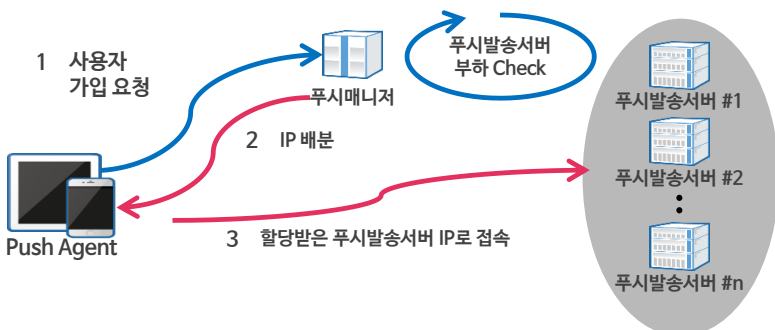 1 사용자
가입 요청
푸시매니저
푸시발송서버
부하 Check
2 IP 배분
Push Agent
3 할당받은 푸시발송서버 IP로 접속
푸시발송서버 #1
푸시발송서버 #2
푸시발송서버 #n